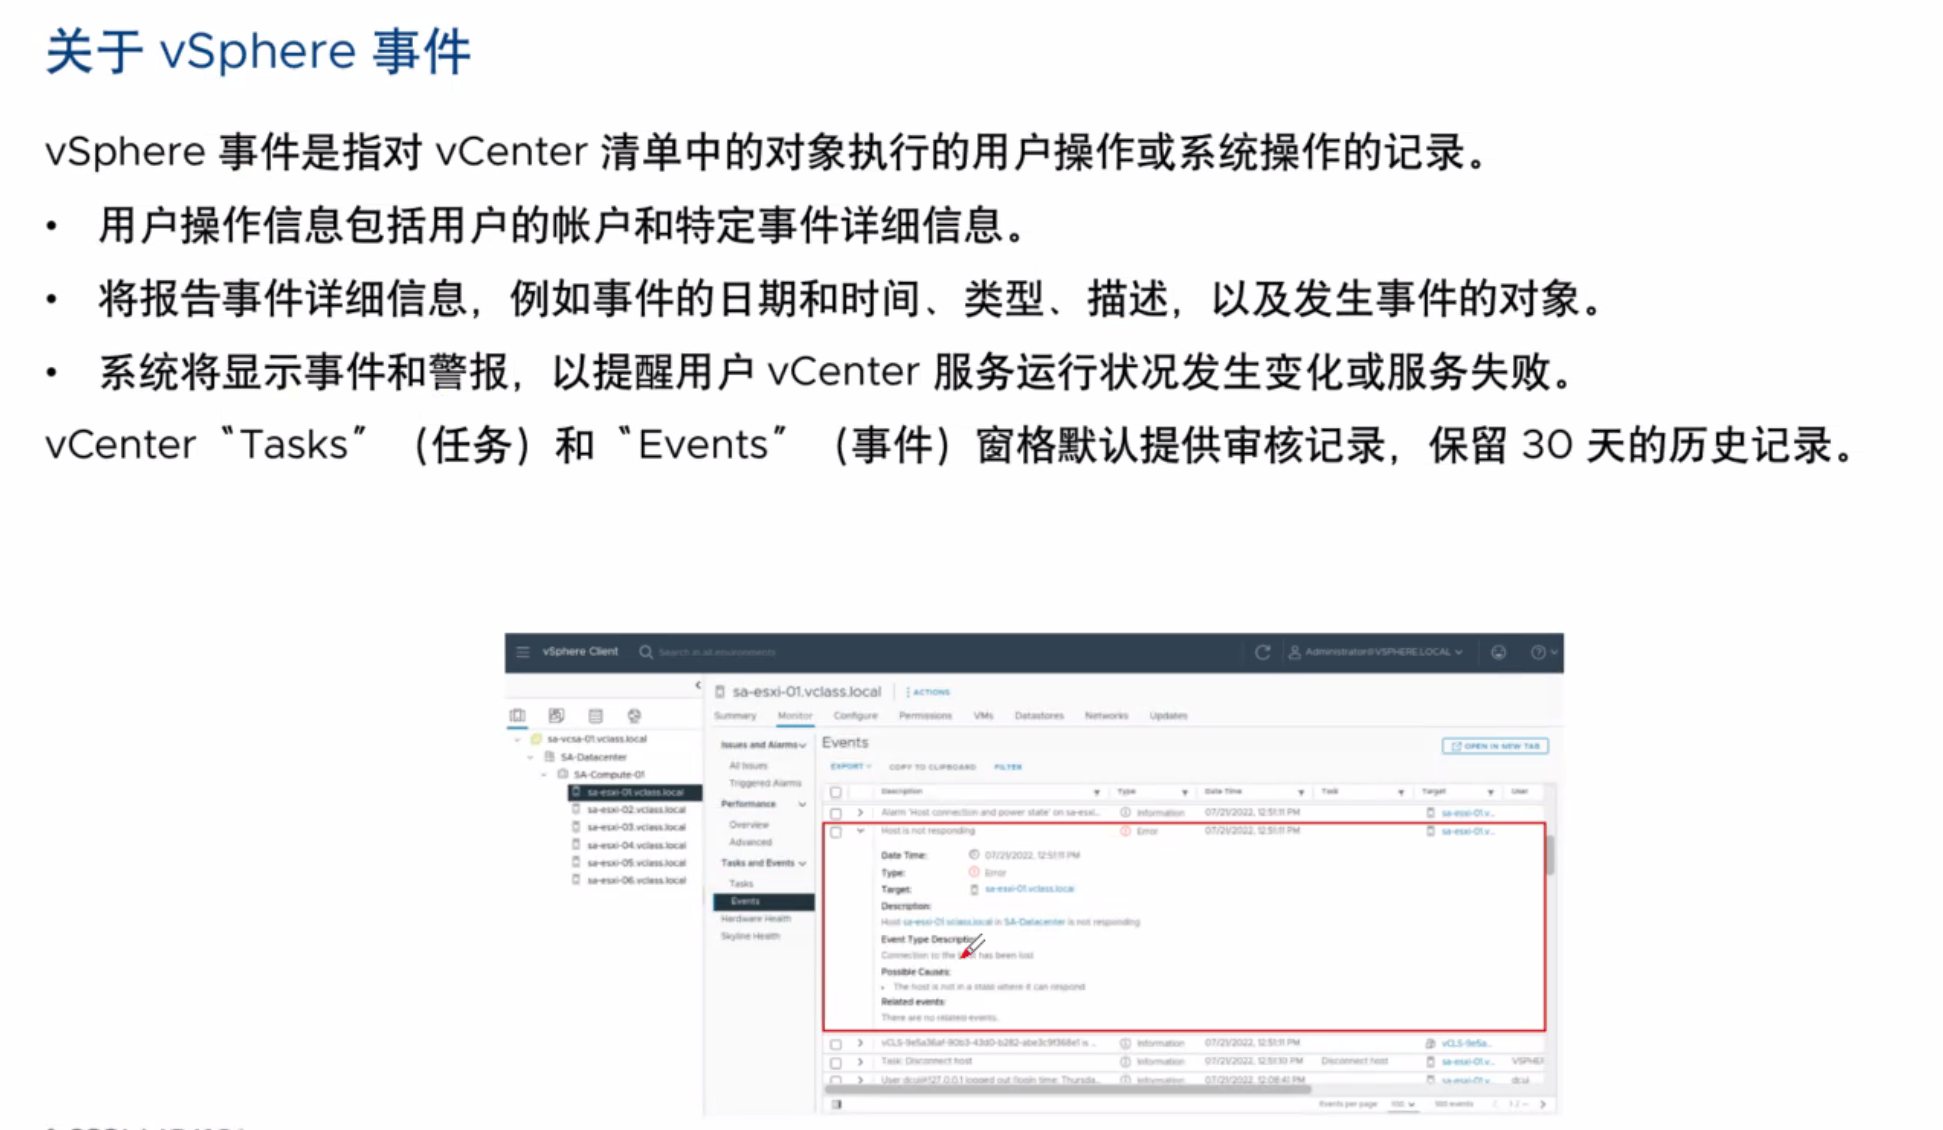 关于 vSphere 事件
vSphere 事件是指对 vCenter 清单中的对象执行的用户操作或系统操作的记录。
• 用户操作信息包括用户的帐户和特定事件详细信息。
• 将报告事件详细信息，例如事件的日期和时间、类型、描述，以及发生事件的对象。
• 系统将显示事件和警报，以提醒用户 vCenter 服务运行状况发生变化或服务失败。
vCenter “Tasks” （任务）和 “Events” （事件）窗格默认提供审核记录，保留 30 天的历史记录。
vSphere Client Search in all environments Administrator@VSPHERE.LOCAL
sa-esxi-01.vclass.local ACTIONS
Summary Monitor Configure Permissions VMs Datastores Networks Updates
sa-vcsa-01.vclass.local
SA-Datacenter
SA-Compute-01
sa-esxi-01.vclass.local
sa-esxi-02.vclass.local
sa-esxi-03.vclass.local
sa-esxi-04.vclass.local
sa-esxi-05.vclass.local
sa-esxi-06.vclass.local
Issues and Alarms
All Issues
Triggered Alarms
Performance
Overview
Advanced
Tasks and Events
Tasks
Events
Hardware Health
Skyline Health
Events OPEN IN NEW TAB
EXPORT COPY TO CLIPBOARD FILTER
Description Type Date Time Task Target User
Alarm 'Host connection and power state' on sa-esxi... Information 07/21/2022, 12:51:11 PM sa-esxi-01.v...
Host is not responding Error 07/21/2022, 12:51:11 PM sa-esxi-01.v...
Date Time: 07/21/2022, 12:51:11 PM
Type: Error
Target: sa-esxi-01.vclass.local
Description:
Host sa-esxi-01.vclass.local in SA-Datacenter is not responding
Event Type Description:
Connection to the has been lost
Possible Causes:
• The host is not in a state where it can respond
Related events:
There are no related events.
vCLS-9e5a36af-90b3-43d0-b282-abe3c9f368e1 is ... Information 07/21/2022, 12:51:11 PM vCLS-9e5a...
Task: Disconnect host Information 07/21/2022, 12:51:10 PM Disconnect host sa-esxi-01.v... VSPHE
User dcui@127.0.0.1 logged out (login time: Thursda... Information 07/21/2022, 12:08:41 PM sa-esxi-01.v... dcui
Events per page 100 100 events